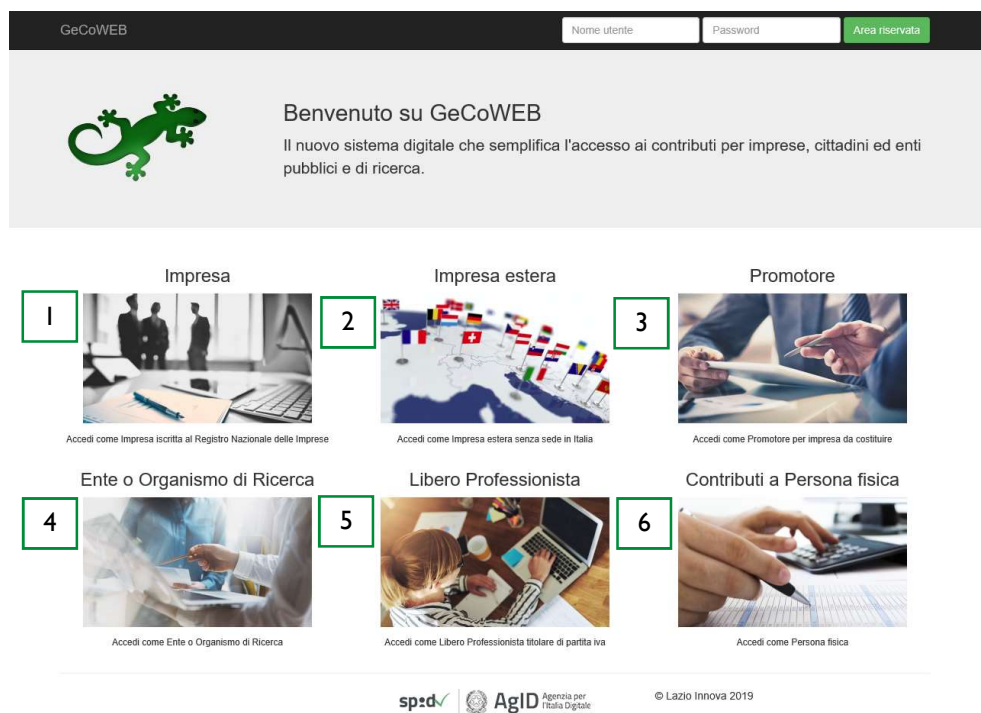 GeCoWEB
Nome utente
Password
Area riservata
Benvenuto su GeCoWEB
Il nuovo sistema digitale che semplifica l'accesso ai contributi per imprese, cittadini ed enti
pubblici e di ricerca.
Impresa
1
Accedi come Impresa iscritta al Registro Nazionale delle Imprese
Impresa estera
2
Accedi come Impresa estera senza sede in Italia
Promotore
3
Accedi come Promotore per impresa da costituire
Ente o Organismo di Ricerca
4
Accedi come Ente o Organismo di Ricerca
Libero Professionista
5
Accedi come Libero Professionista titolare di partita iva
Contributi a Persona fisica
6
Accedi come Persona fisica
sp:d
AgID
Agenzia per
l'Italia Digitale
© Lazio Innova 2019